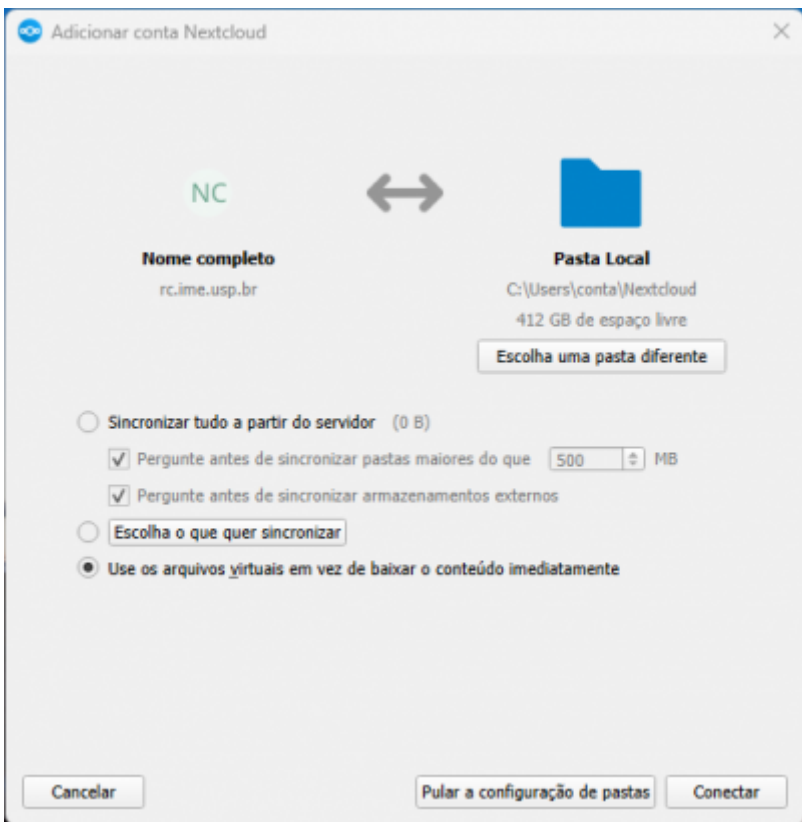 Adicionar conta Nextcloud
NC
Nome completo
rc.ime.usp.br
Pasta Local
C:\Users\conta\Nextcloud
412 GB de espaço livre
Escolha uma pasta diferente
Sincronizar tudo a partir do servidor (0 B)
Pergunte antes de sincronizar pastas maiores do que 500 MB
Pergunte antes de sincronizar armazenamentos externos
Escolha o que quer sincronizar
Use os arquivos virtuais em vez de baixar o conteúdo imediatamente
Cancelar Pular a configuração de pastas Conectar